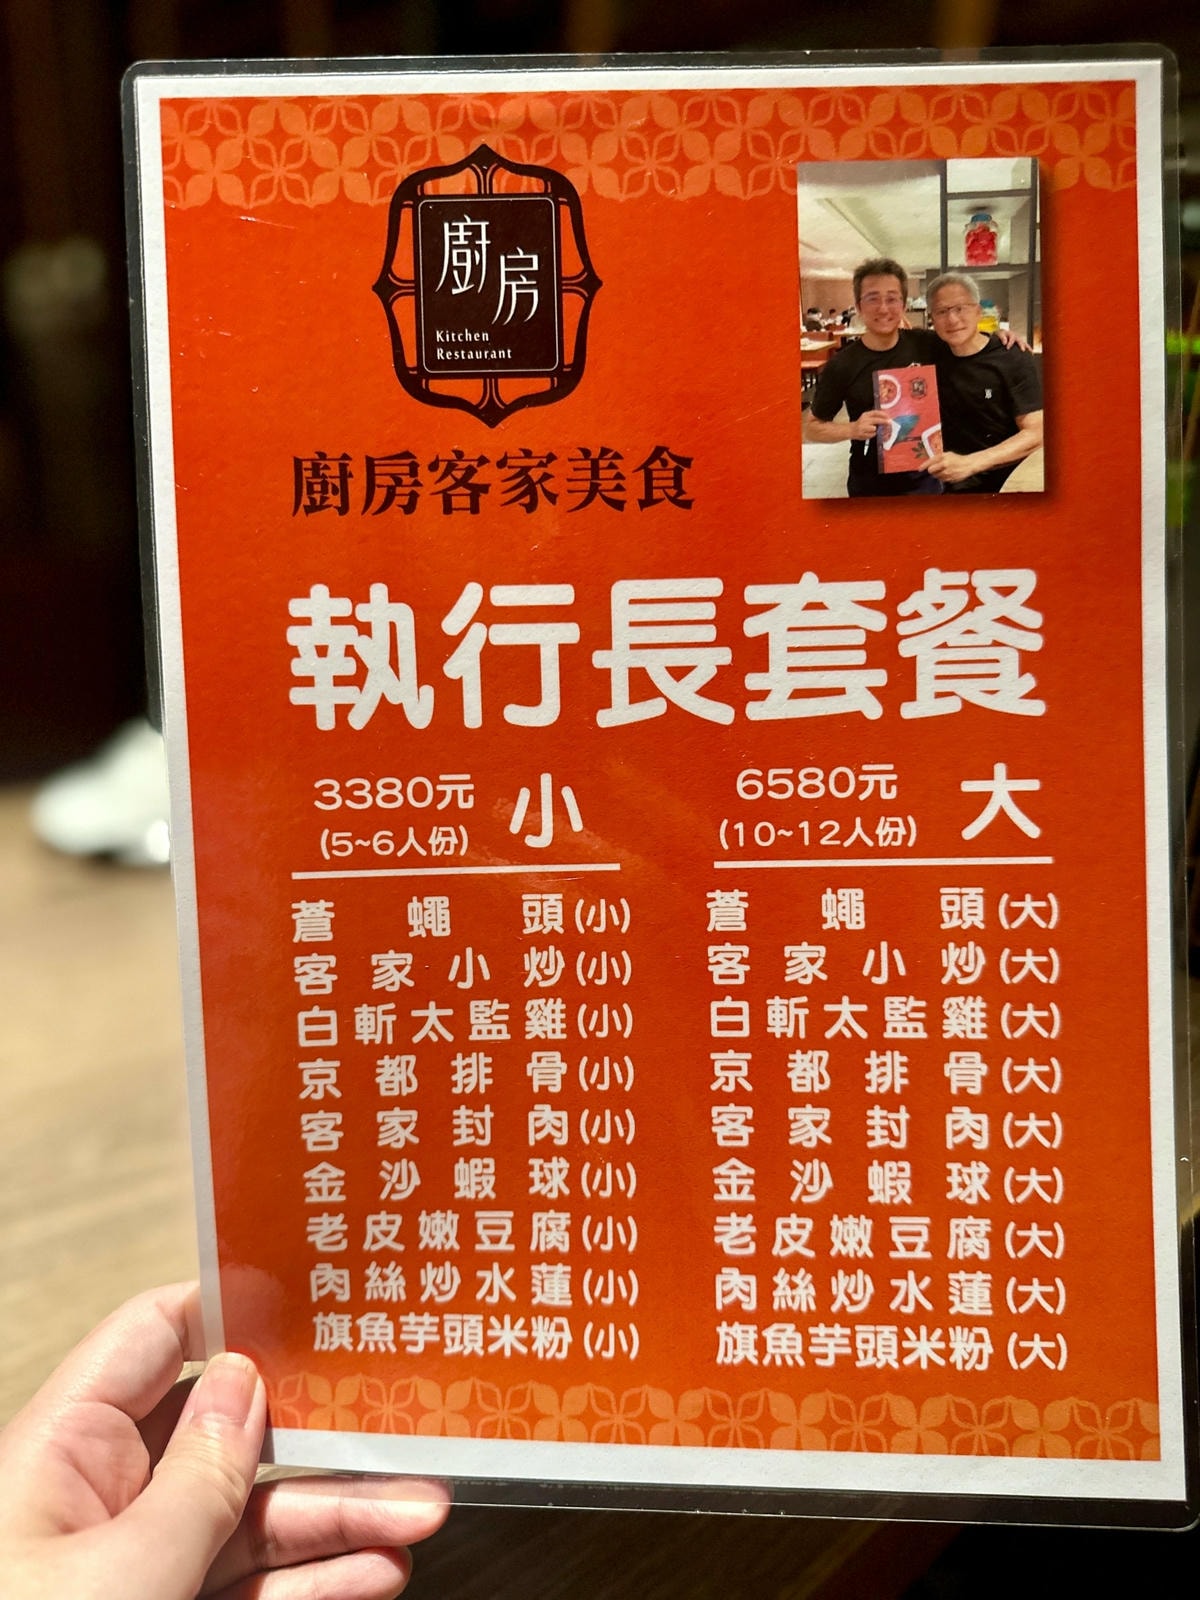 廚房
Kitchen
Restaurant
廚房客家美食
執行長套餐
3380元 小
(5~6人份)
蒼蠅頭(小)
客家小炒(小)
白斬太監雞(小)
京都排骨(小)
客家封肉(小)
金沙蝦球(小)
老皮嫩豆腐(小)
肉絲炒水蓮(小)
旗魚芋頭米粉(小)
6580元 大
(10~12人份)
蒼蠅頭(大)
客家小炒(大)
白斬太監雞(大)
京都排骨(大)
客家封肉(大)
金沙蝦球(大)
老皮嫩豆腐(大)
肉絲炒水蓮(大)
旗魚芋頭米粉(大)